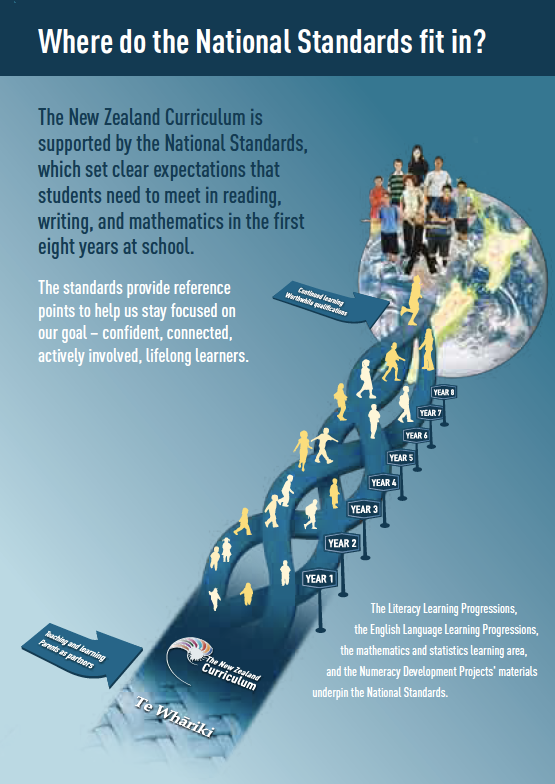 Where do the National Standards fit in?
The New Zealand Curriculum is
supported by the National Standards,
which set clear expectations that
students need to meet in reading,
writing, and mathematics in the first
eight years at school.
The standards provide reference
points to help us stay focused on
our goal – confident, connected,
actively involved, lifelong learners.
Continued learning
Worthwhile qualifications
YEAR 8
YEAR 7
YEAR 6
YEAR 5
YEAR 4
YEAR 3
YEAR 2
YEAR 1
The Literacy Learning Progressions,
the English Language Learning Progressions,
the mathematics and statistics learning area,
and the Numeracy Development Projects’ materials
underpin the National Standards.
Teaching and learning
Parents as partners
The New Zealand
Curriculum
Te Whāriki